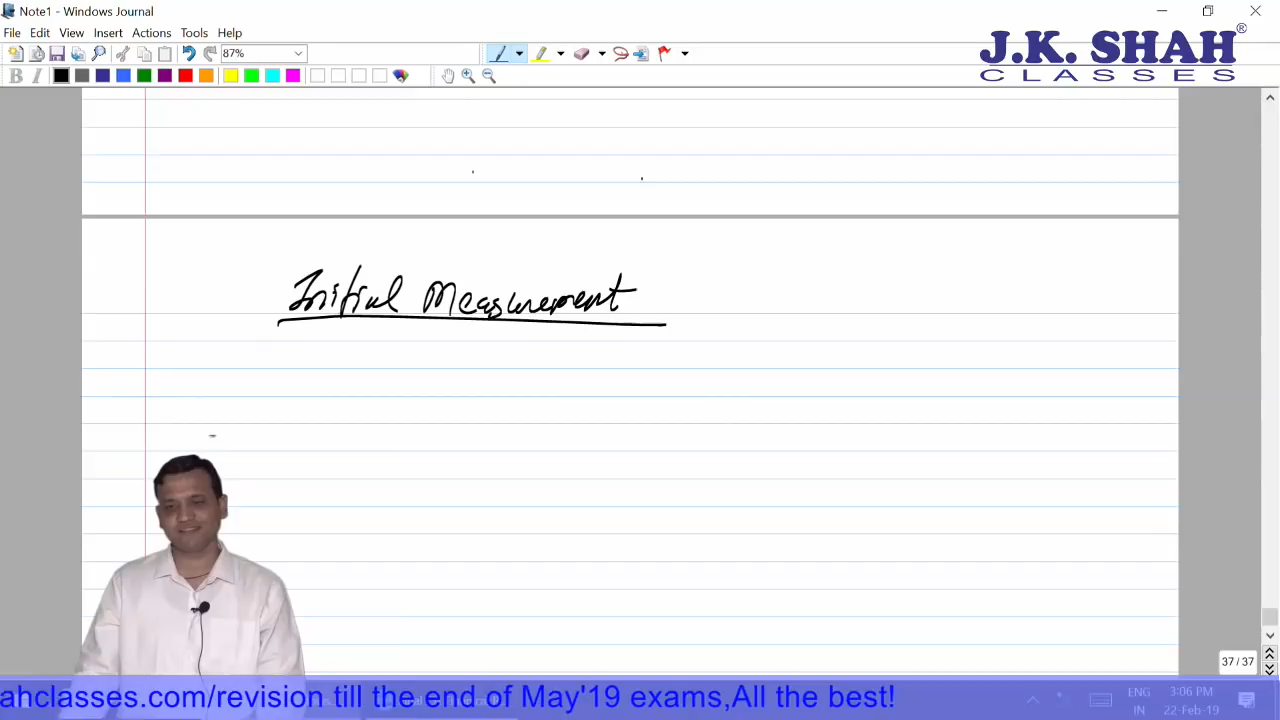 Note1 - Windows Journal
File Edit View Insert Actions Tools Help
87%
J.K. SHAH®
CLASSES
B I
Initial Measurement
37 / 37
ahclasses.com/revision till the end of May'19 exams,All the best!
ENG
IN
3:06 PM
22-Feb-19